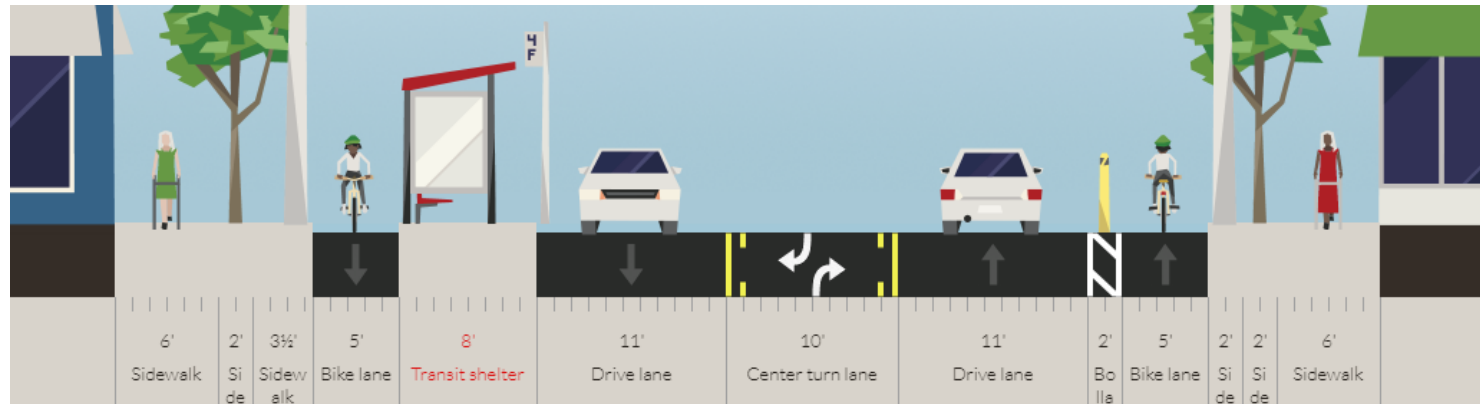 4
F
6'
Sidewalk
2'
Si
de
3½'
Sidew
alk
5'
Bike lane
8'
Transit shelter
11'
Drive lane
10'
Center turn lane
11'
Drive lane
2'
Bo
lla
5'
Bike lane
2'
Si
de
2'
Si
de
6'
Sidewalk